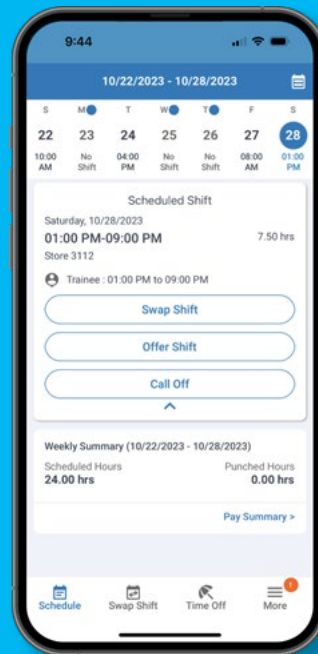 9:44
10/22/2023 - 10/28/2023
S M T W T F S
22 23 24 25 26 27 28
10:00 AM No Shift 04:00 PM No Shift No Shift 08:00 AM 01:00 PM
Scheduled Shift
Saturday, 10/28/2023
01:00 PM-09:00 PM 7.50 hrs
Store 3112
Trainee : 01:00 PM to 09:00 PM
Swap Shift
Offer Shift
Call Off
Weekly Summary (10/22/2023 - 10/28/2023)
Scheduled Hours Punched Hours
24.00 hrs 0.00 hrs
Pay Summary >
!
Schedule Swap Shift Time Off More